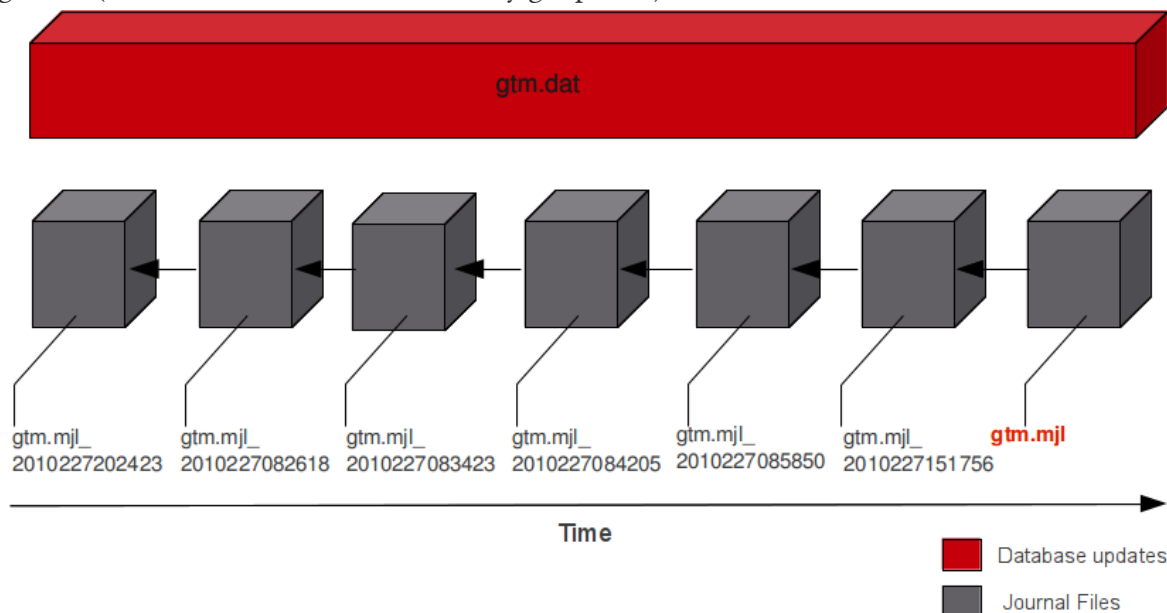 gtm.dat
gtm.mjl_
2010227202423
gtm.mjl_
2010227082618
gtm.mjl_
2010227083423
gtm.mjl_
2010227084205
gtm.mjl_
2010227085850
gtm.mjl_
2010227151756
gtm.mjl
Time
Database updates
Journal Files